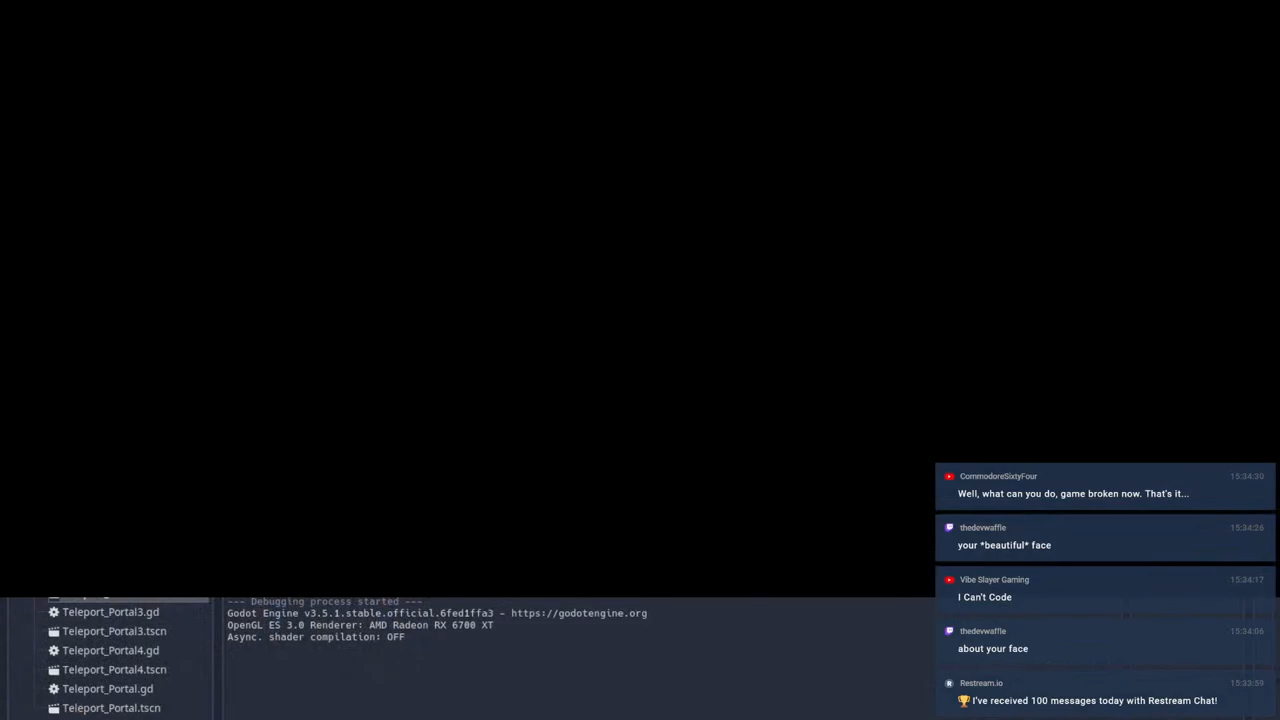 CommodoreSixtyFour 15:34:30
Well, what can you do, game broken now. That's it...
thedevwaffle 15:34:26
your *beautiful* face
Vibe Slayer Gaming 15:34:17
I Can't Code
thedevwaffle 15:34:06
about your face
Restream.io 15:33:59
🏆 I've received 100 messages today with Restream Chat!
Teleport_Portal3.gd
Teleport_Portal3.tscn
Teleport_Portal4.gd
Teleport_Portal4.tscn
Teleport_Portal.gd
Teleport_Portal.tscn
--- Debugging process started ---
Godot Engine v3.5.1.stable.official.6fed1ffa3 - https://godotengine.org
OpenGL ES 3.0 Renderer: AMD Radeon RX 6700 XT
Async. shader compilation: OFF